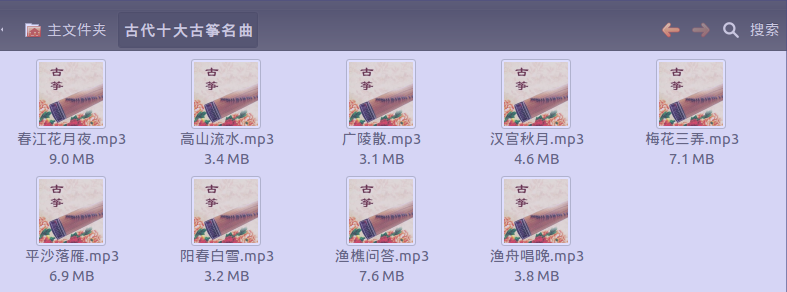 主文件夹 古代十大古筝名曲 搜索
古筝 古筝 古筝 古筝 古筝
春江花月夜.mp3 高山流水.mp3 广陵散.mp3 汉宫秋月.mp3 梅花三弄.mp3
9.0 MB 3.4 MB 3.1 MB 4.6 MB 7.1 MB
古筝 古筝 古筝 古筝
平沙落雁.mp3 阳春白雪.mp3 渔樵问答.mp3 渔舟唱晚.mp3
6.9 MB 3.2 MB 7.6 MB 3.8 MB